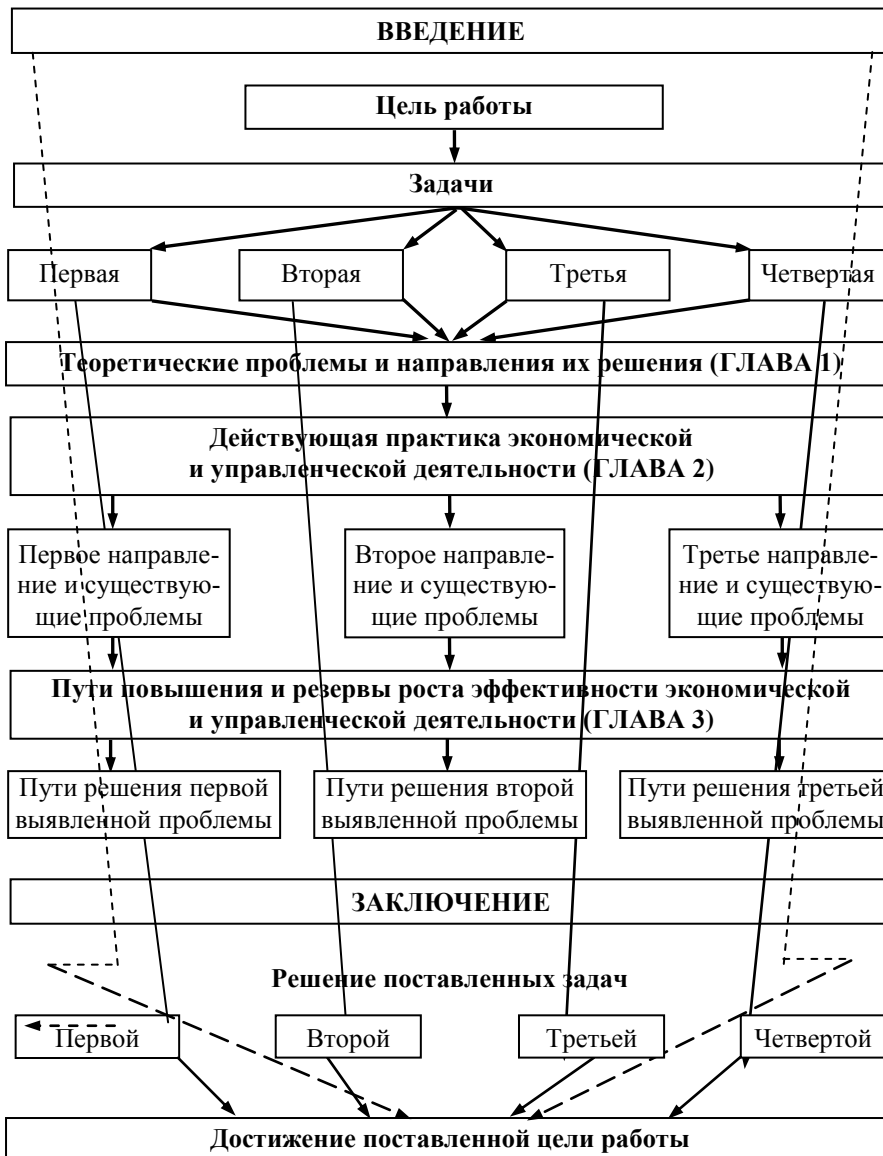 ВВЕДЕНИЕ
Цель работы
Задачи
Первая
Вторая
Третья
Четвертая
Теоретические проблемы и направления их решения (ГЛАВА 1)
Действующая практика экономической
и управленческой деятельности (ГЛАВА 2)
Первое направле-
ние и существую-
щие проблемы
Второе направле-
ние и существую-
щие проблемы
Третье направле-
ние и существую-
щие проблемы
Пути повышения и резервы роста эффективности экономической
и управленческой деятельности (ГЛАВА 3)
Пути решения первой
выявленной проблемы
Пути решения второй
выявленной проблемы
Пути решения третьей
выявленной проблемы
ЗАКЛЮЧЕНИЕ
Решение поставленных задач
Первой
Второй
Третьей
Четвертой
Достижение поставленной цели работы